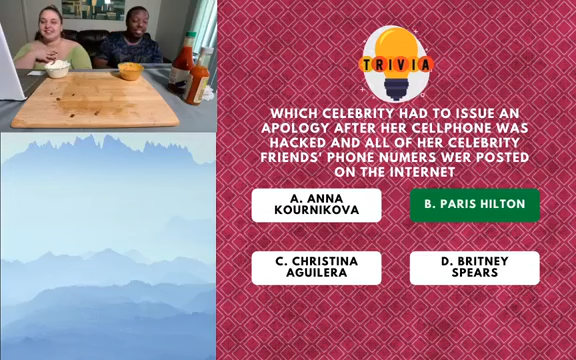 TRIVIA
WHICH CELEBRITY HAD TO ISSUE AN
APOLOGY AFTER HER CELLPHONE WAS
HACKED AND ALL OF HER CELEBRITY
FRIENDS' PHONE NUMERS WER POSTED
ON THE INTERNET
A. ANNA
KOURNIKOVA
B. PARIS HILTON
C. CHRISTINA
AGUILERA
D. BRITNEY
SPEARS